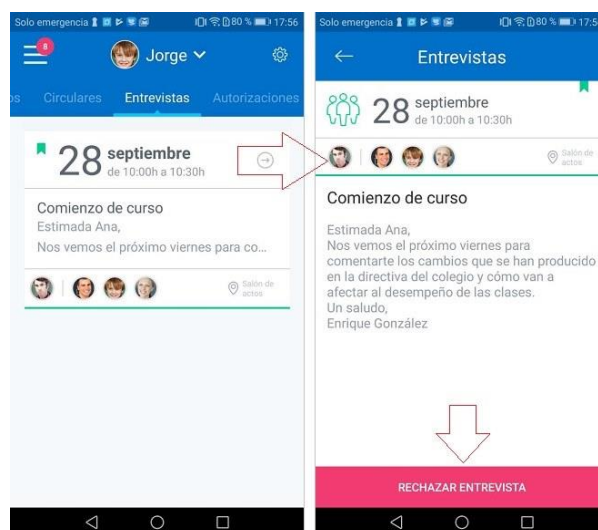 Solo emergencia 80 % 17:56
8
Jorge
os Circulares Entrevistas Autorizaciones
28 septiembre
de 10:00h a 10:30h
Comienzo de curso
Estimada Ana,
Nos vemos el próximo viernes para co...
Salón de
actos
Solo emergencia 80 % 17:56
Entrevistas
28 septiembre
de 10:00h a 10:30h
Salón de
actos
Comienzo de curso
Estimada Ana,
Nos vemos el próximo viernes para
comentarte los cambios que se han producido
en la directiva del colegio y cómo van a
afectar al desempeño de las clases.
Un saludo,
Enrique González
RECHAZAR ENTREVISTA